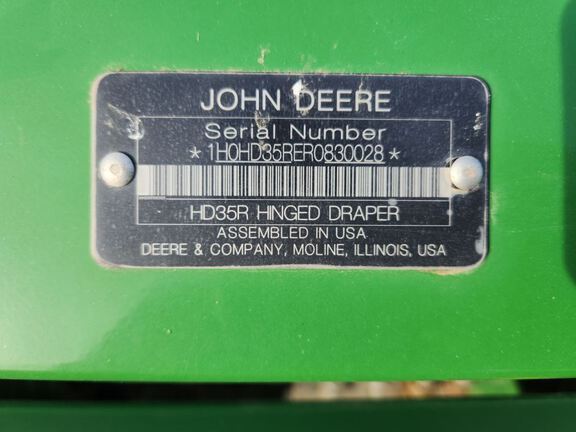 JOHN DEERE
Serial Number
*1H0HD35RER0830028*
HD35R HINGED DRAPER
ASSEMBLED IN USA
DEERE & COMPANY, MOLINE, ILLINOIS, USA